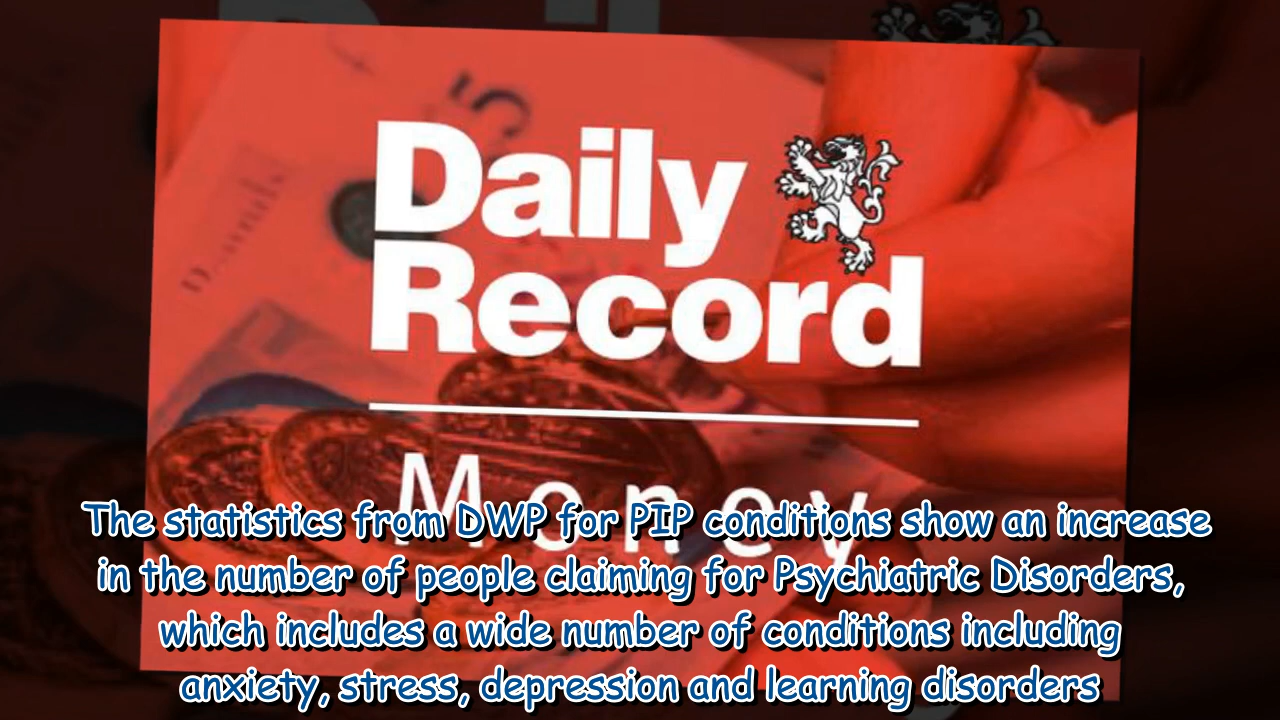 5
Daily
Record
Money
The statistics from DWP for PIP conditions show an increase
in the number of people claiming for Psychiatric Disorders,
which includes a wide number of conditions including
anxiety, stress, depression and learning disorders